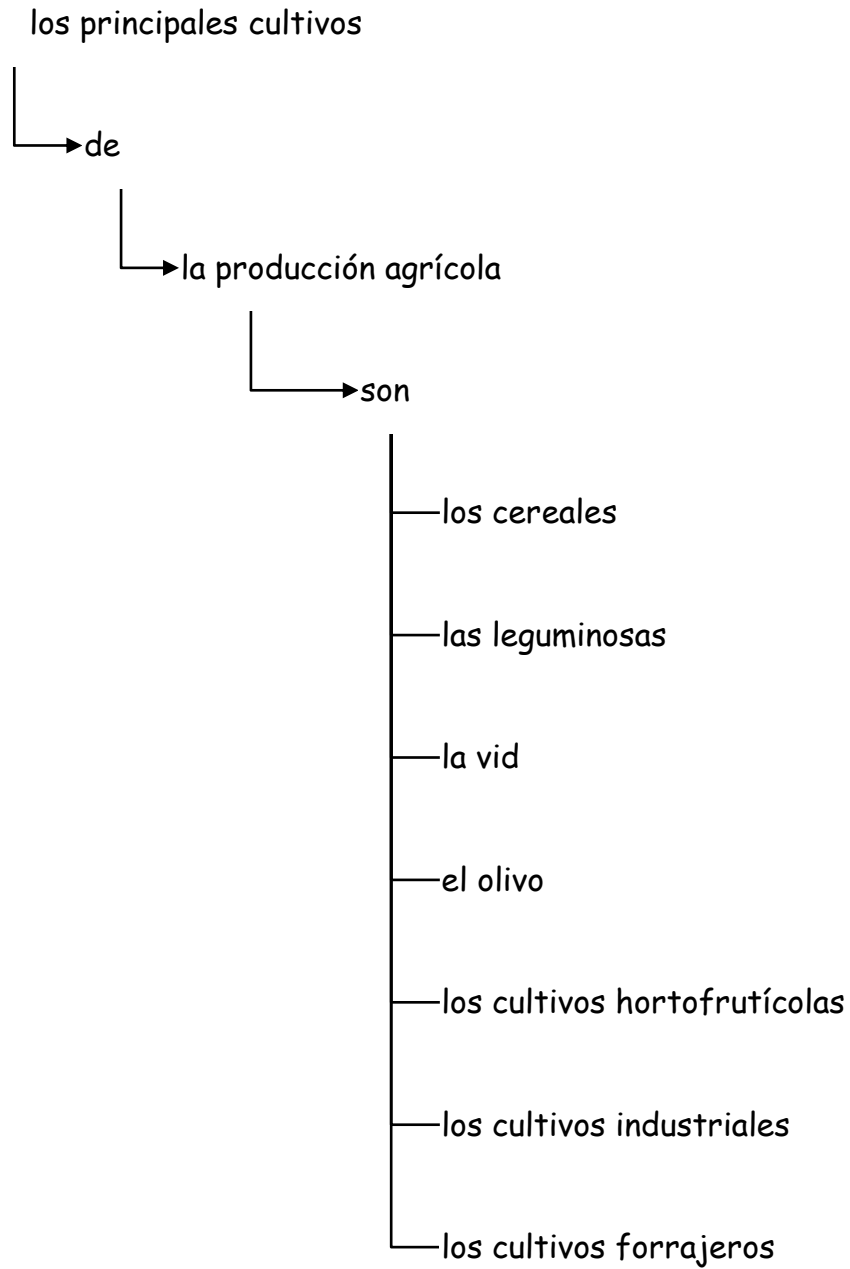 los principales cultivos
de
la producción agrícola
son
los cereales
las leguminosas
la vid
el olivo
los cultivos hortofrutícolas
los cultivos industriales
los cultivos forrajeros